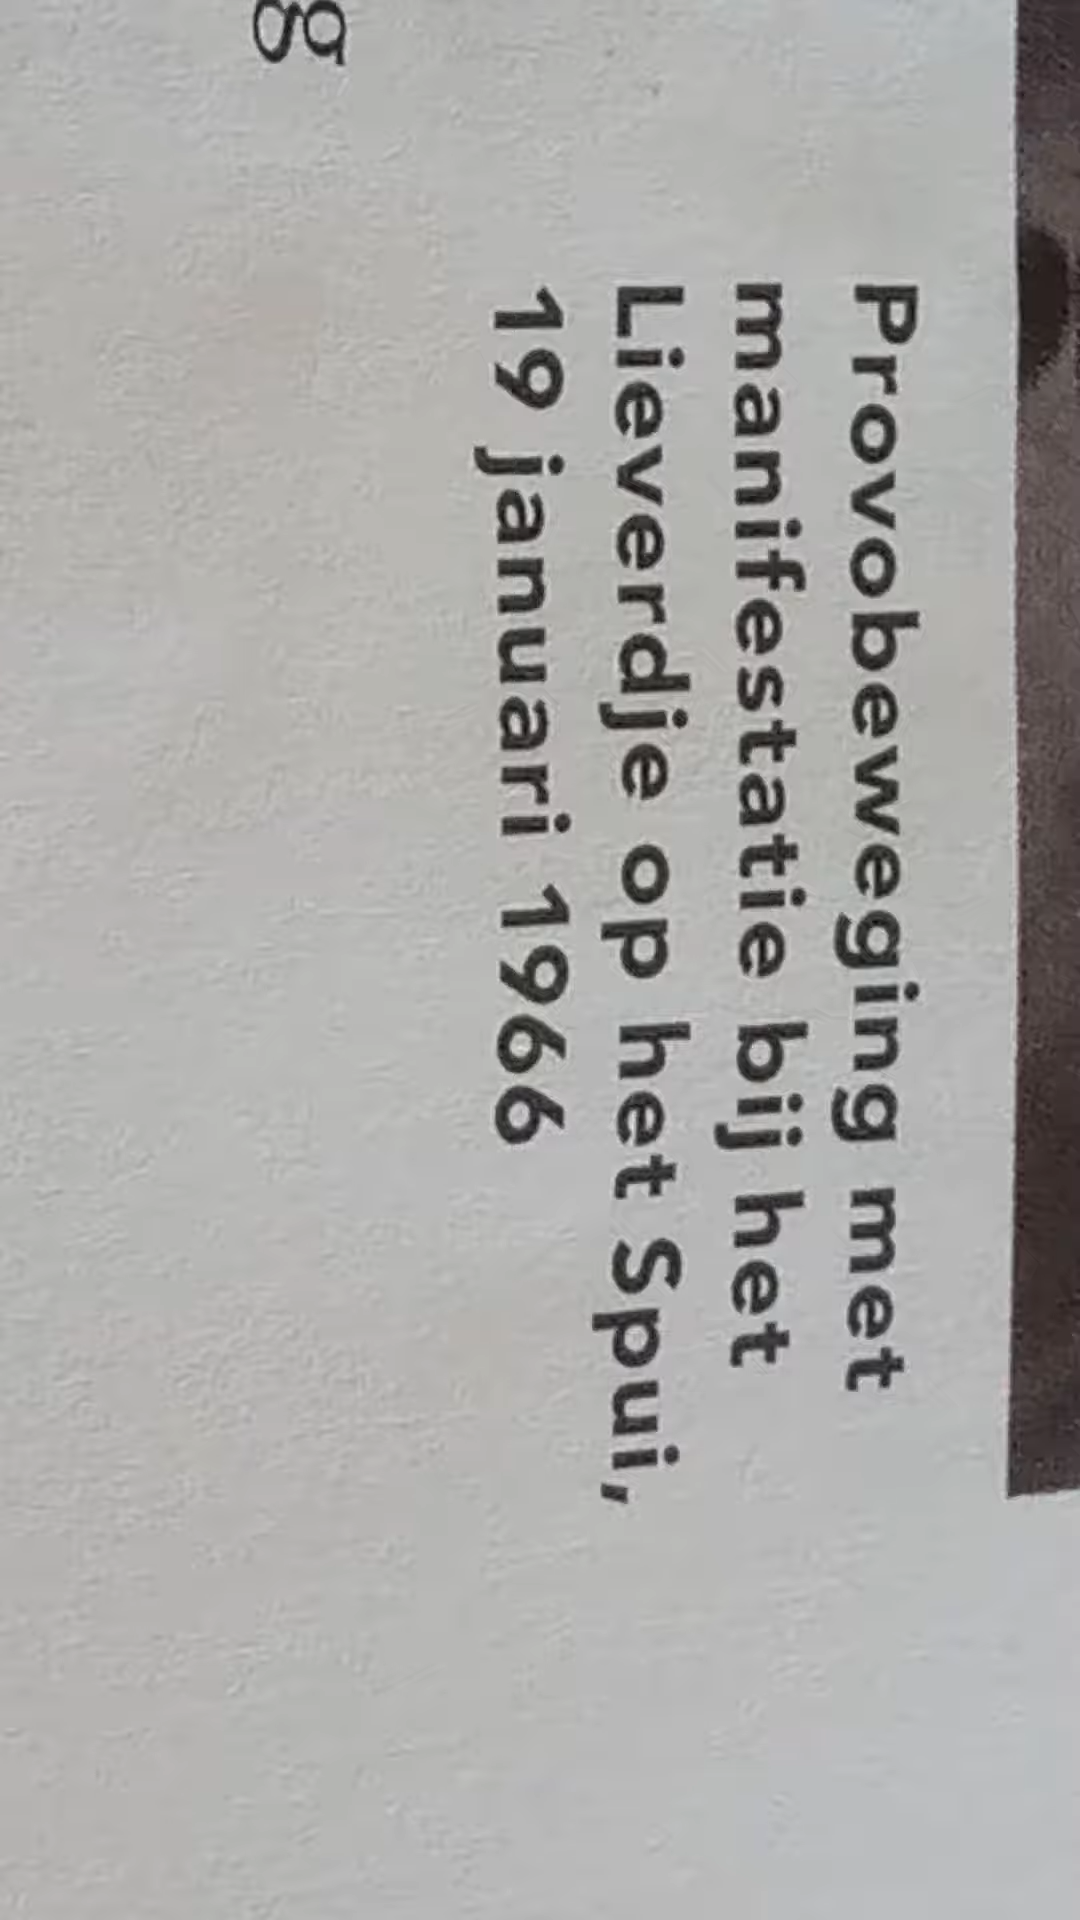 Provobeweging met
manifestatie bij het
Lieverdje op het Spui,
19 januari 1966
g